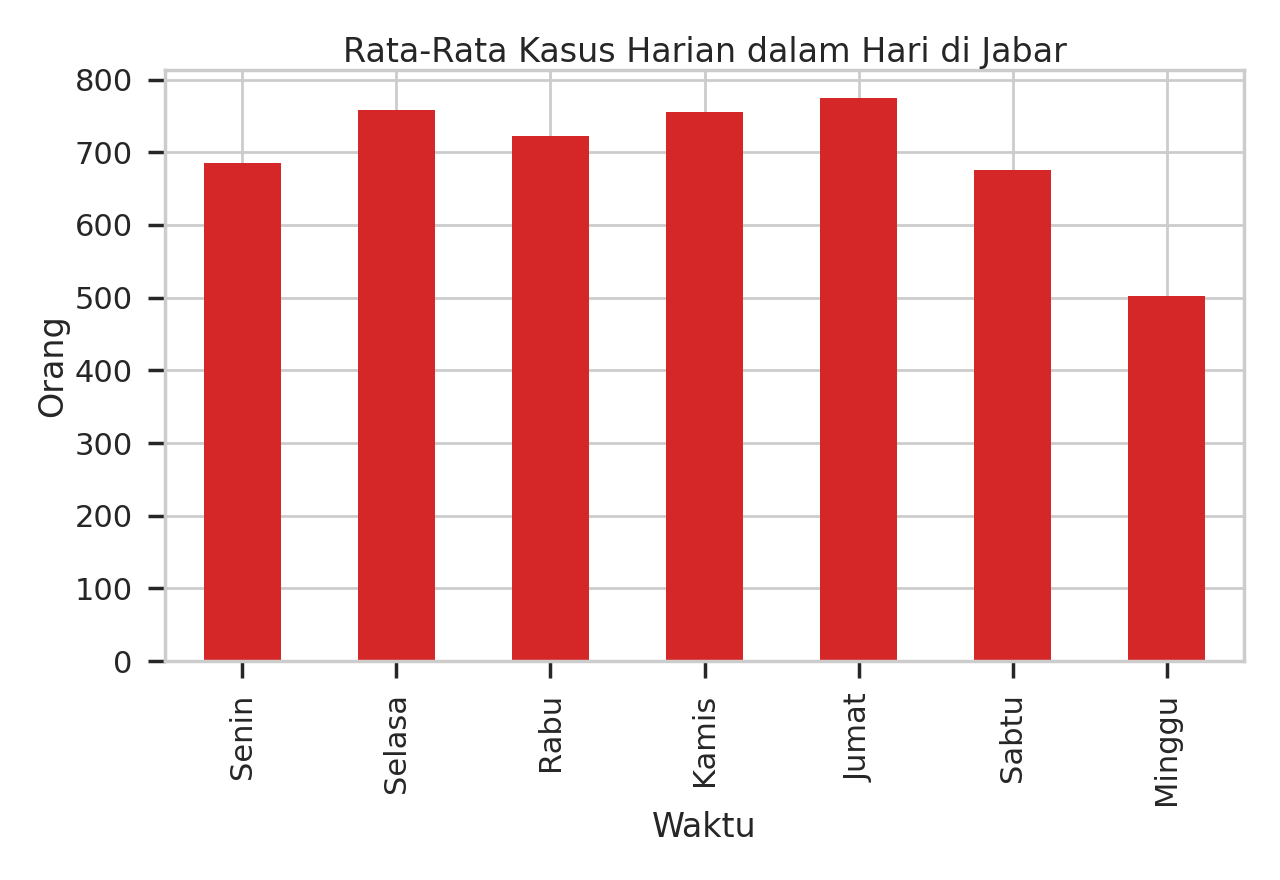 Rata-Rata Kasus Harian dalam Hari di Jabar
800
700
600
500
400
300
200
100
0
Orang
Senin
Selasa
Rabu
Kamis
Jumat
Sabtu
Minggu
Waktu